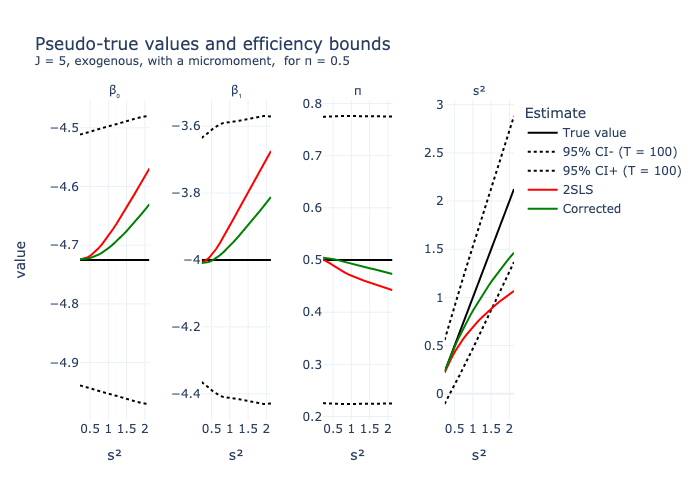 Pseudo-true values and efficiency bounds
J = 5, exogenous, with a micromoment,  for π = 0.5
β₀
β₁
π
s²
−4.5
−4.6
−4.7
−4.8
−4.9
−3.6
−3.8
−4
−4.2
−4.4
0.8
0.7
0.6
0.5
0.4
0.3
0.2
3
2.5
2
1.5
1
0.5
0
value
0.5 1 1.5 2
0.5 1 1.5 2
0.5 1 1.5 2
0.5 1 1.5 2
s²
s²
s²
s²
Estimate
True value
95% CI- (T = 100)
95% CI+ (T = 100)
2SLS
Corrected